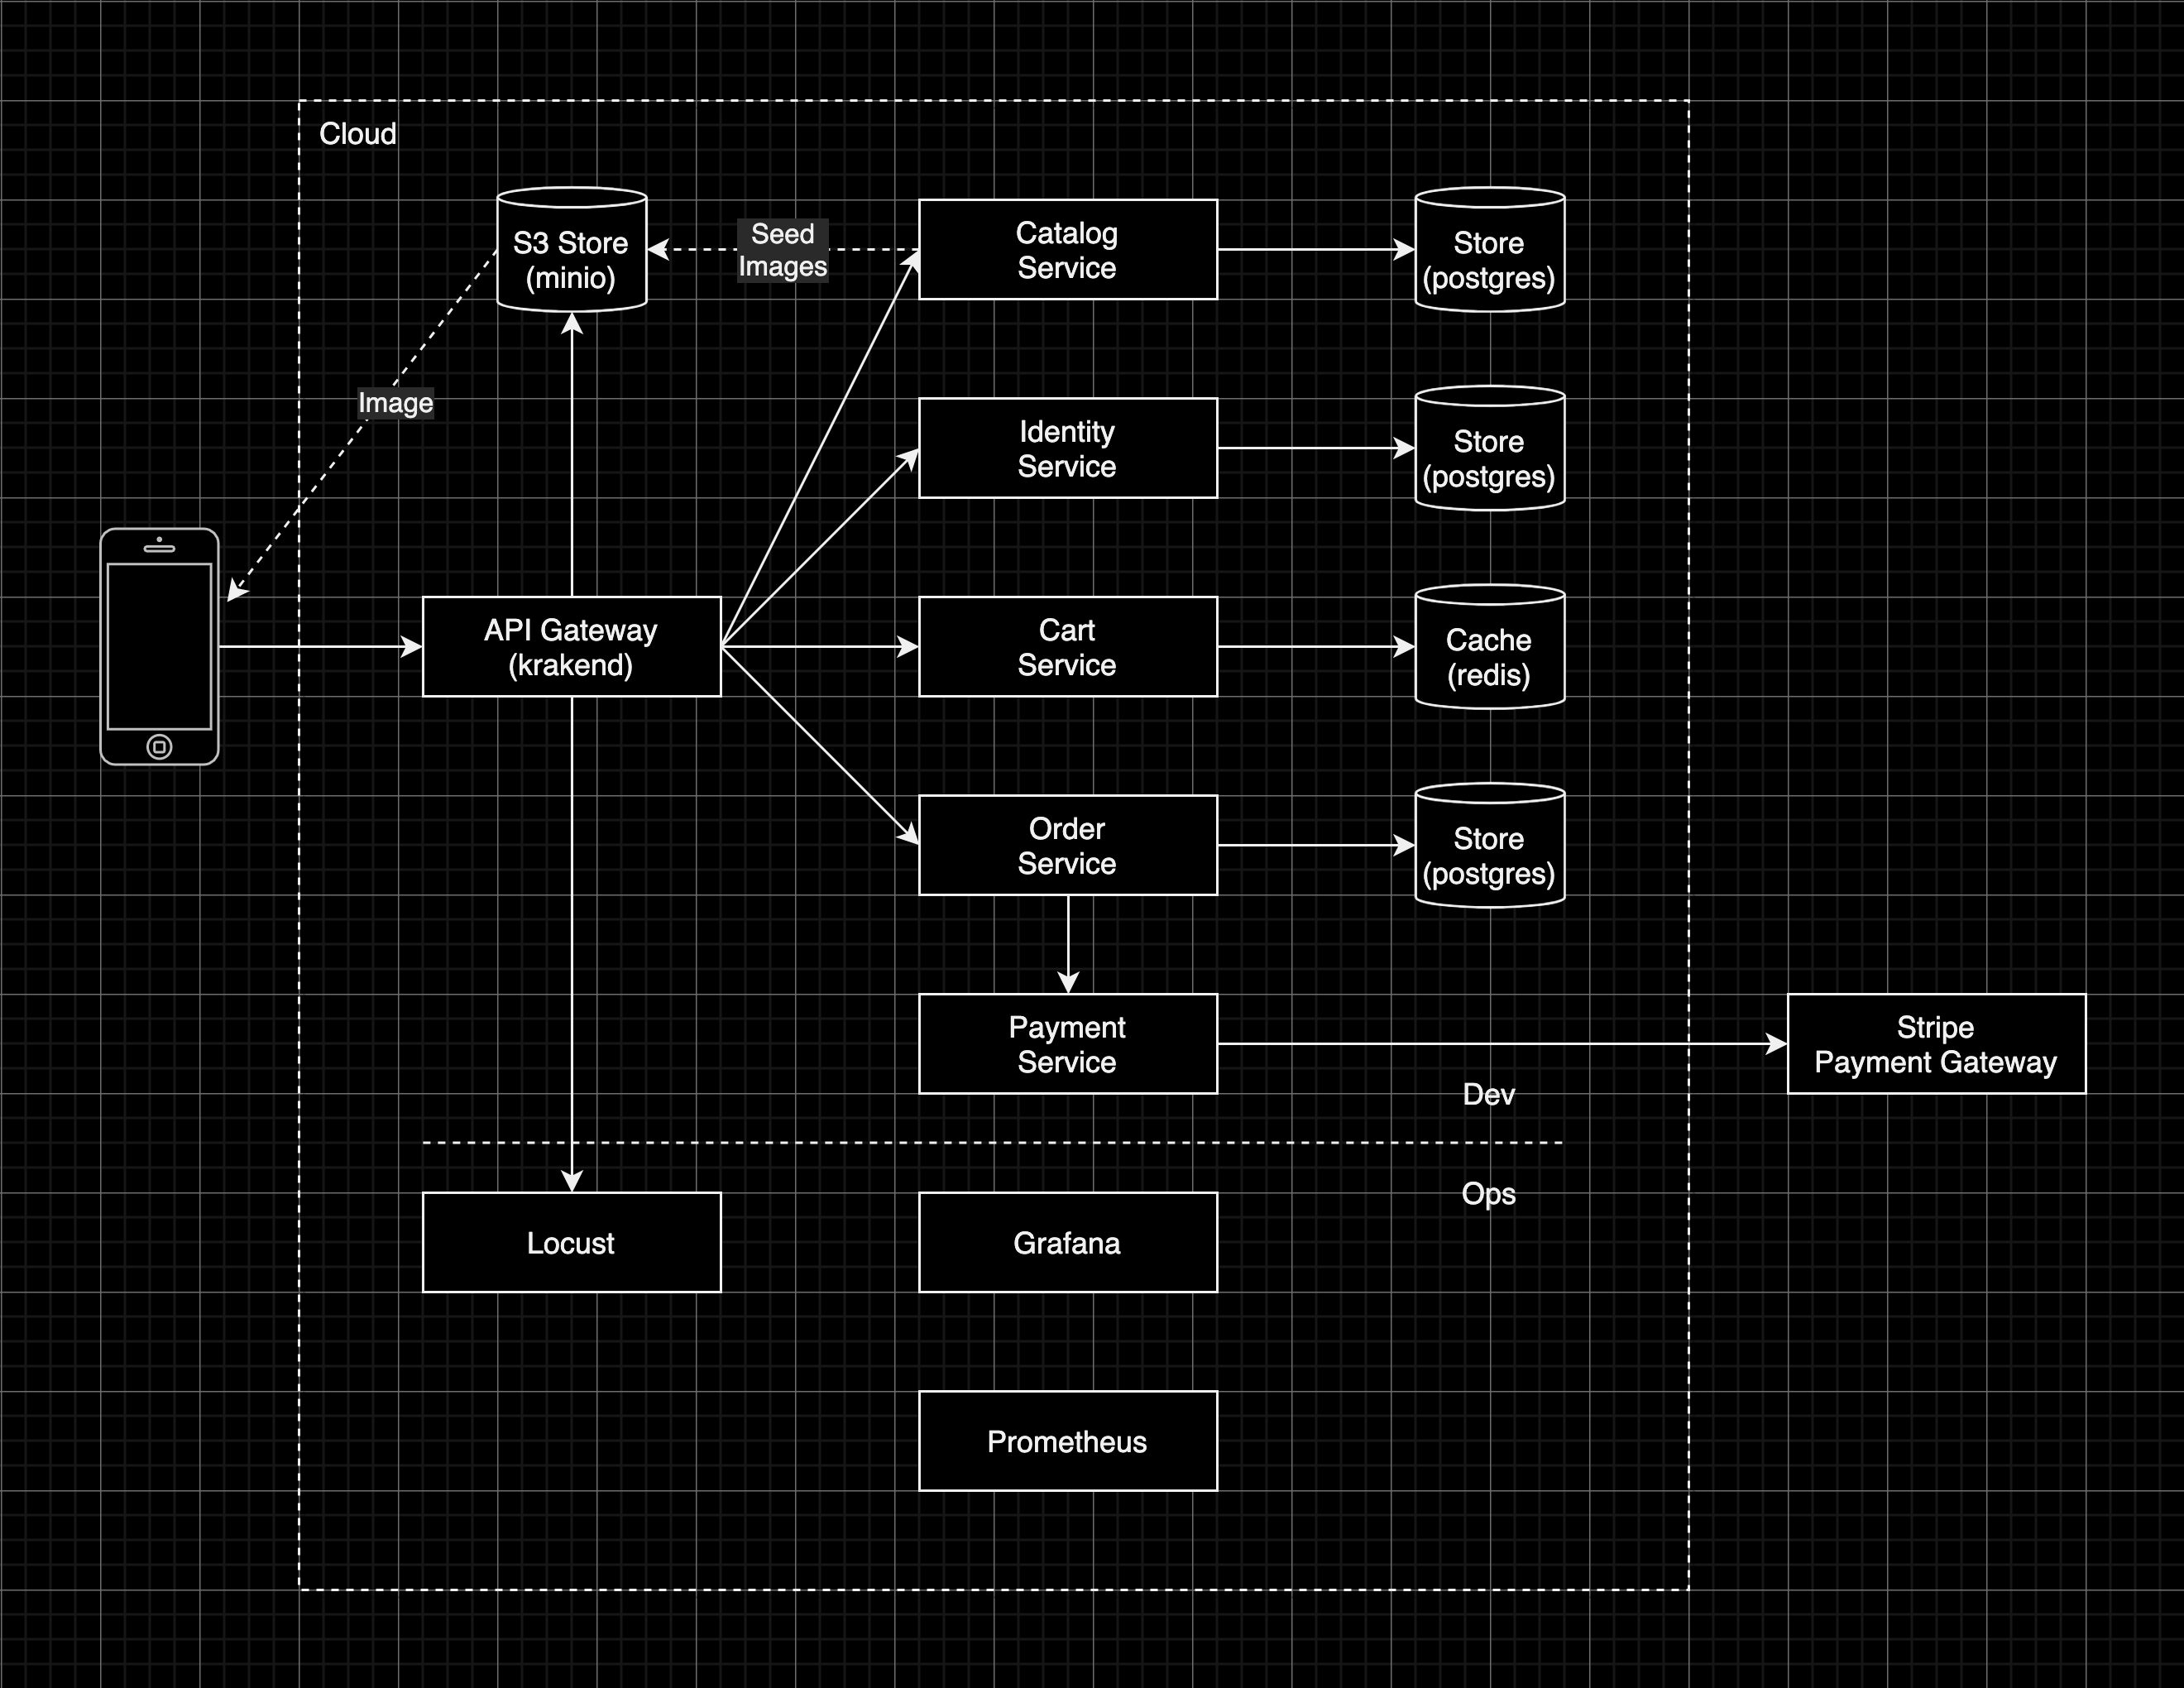 Cloud
S3 Store
(minio)
Seed
Images
Catalog
Service
Store
(postgres)
Image
Identity
Service
Store
(postgres)
API Gateway
(krakend)
Cart
Service
Cache
(redis)
Order
Service
Store
(postgres)
Payment
Service
Stripe
Payment Gateway
Dev
Ops
Locust
Grafana
Prometheus